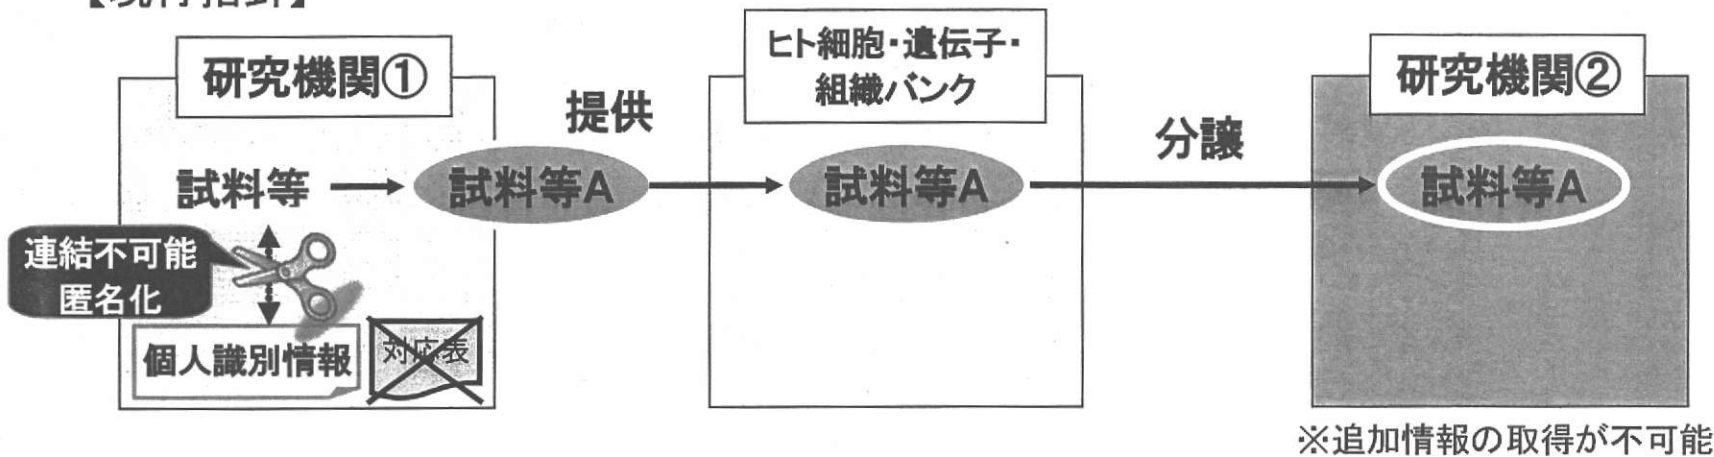 研究機関①
ヒト細胞・遺伝子・
組織バンク
研究機関②
提供
分譲
試料等
試料等A
試料等A
試料等A
連結不可能
匿名化
個人識別情報
対応表
※追加情報の取得が不可能